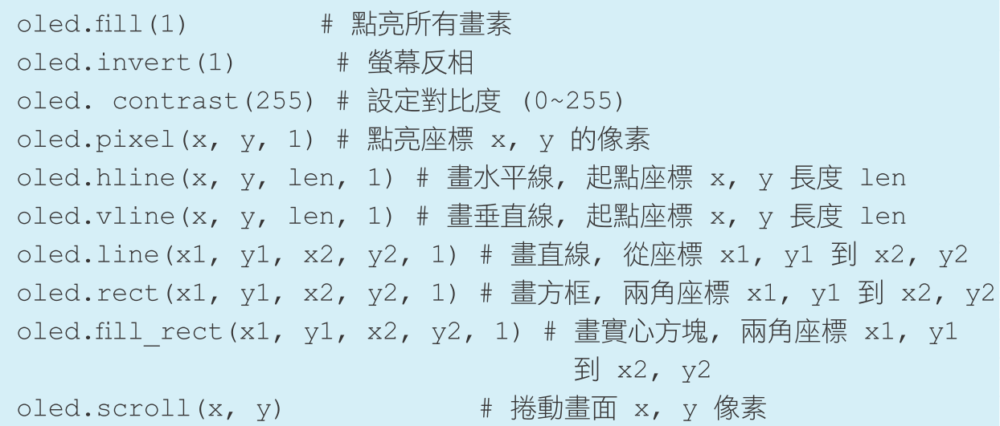 oled.fill(1)          # 點亮所有畫素
oled.invert(1)        # 螢幕反相
oled. contrast(255) # 設定對比度 (0~255)
oled.pixel(x, y, 1) # 點亮座標 x, y 的像素
oled.hline(x, y, len, 1) # 畫水平線, 起點座標 x, y 長度 len
oled.vline(x, y, len, 1) # 畫垂直線, 起點座標 x, y 長度 len
oled.line(x1, y1, x2, y2, 1) # 畫直線, 從座標 x1, y1 到 x2, y2
oled.rect(x1, y1, x2, y2, 1) # 畫方框, 兩角座標 x1, y1 到 x2, y2
oled.fill_rect(x1, y1, x2, y2, 1) # 畫實心方塊, 兩角座標 x1, y1
到 x2, y2
oled.scroll(x, y)               # 捲動畫面 x, y 像素